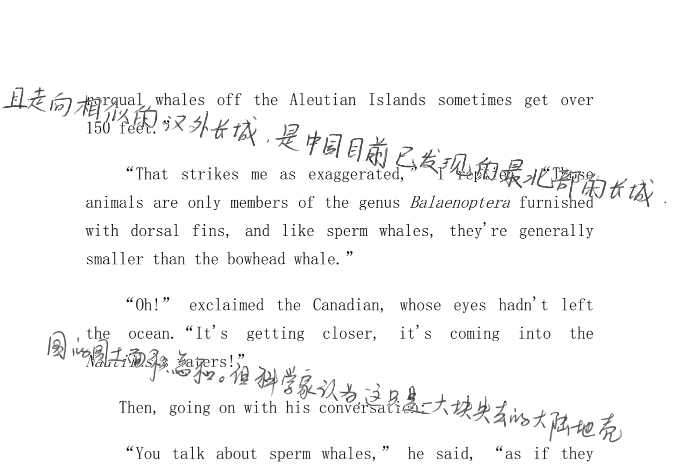 rorqual whales off the Aleutian Islands sometimes get over
且走向相似的汉外长城，是中国目前已发现的最北部的长城．
150 feet.”
“That strikes me as exaggerated,” I replied. “These
animals are only members of the genus Balaenoptera furnished
with dorsal fins, and like sperm whales, they're generally
smaller than the bowhead whale.”
“Oh!” exclaimed the Canadian, whose eyes hadn't left
the ocean. “It's getting closer, it's coming into the
国的国土面积总和。但科学家认为，这只是一大块失去的大陆地壳
Nautilus's waters!”
Then, going on with his conversation:
“You talk about sperm whales,” he said, “as if they